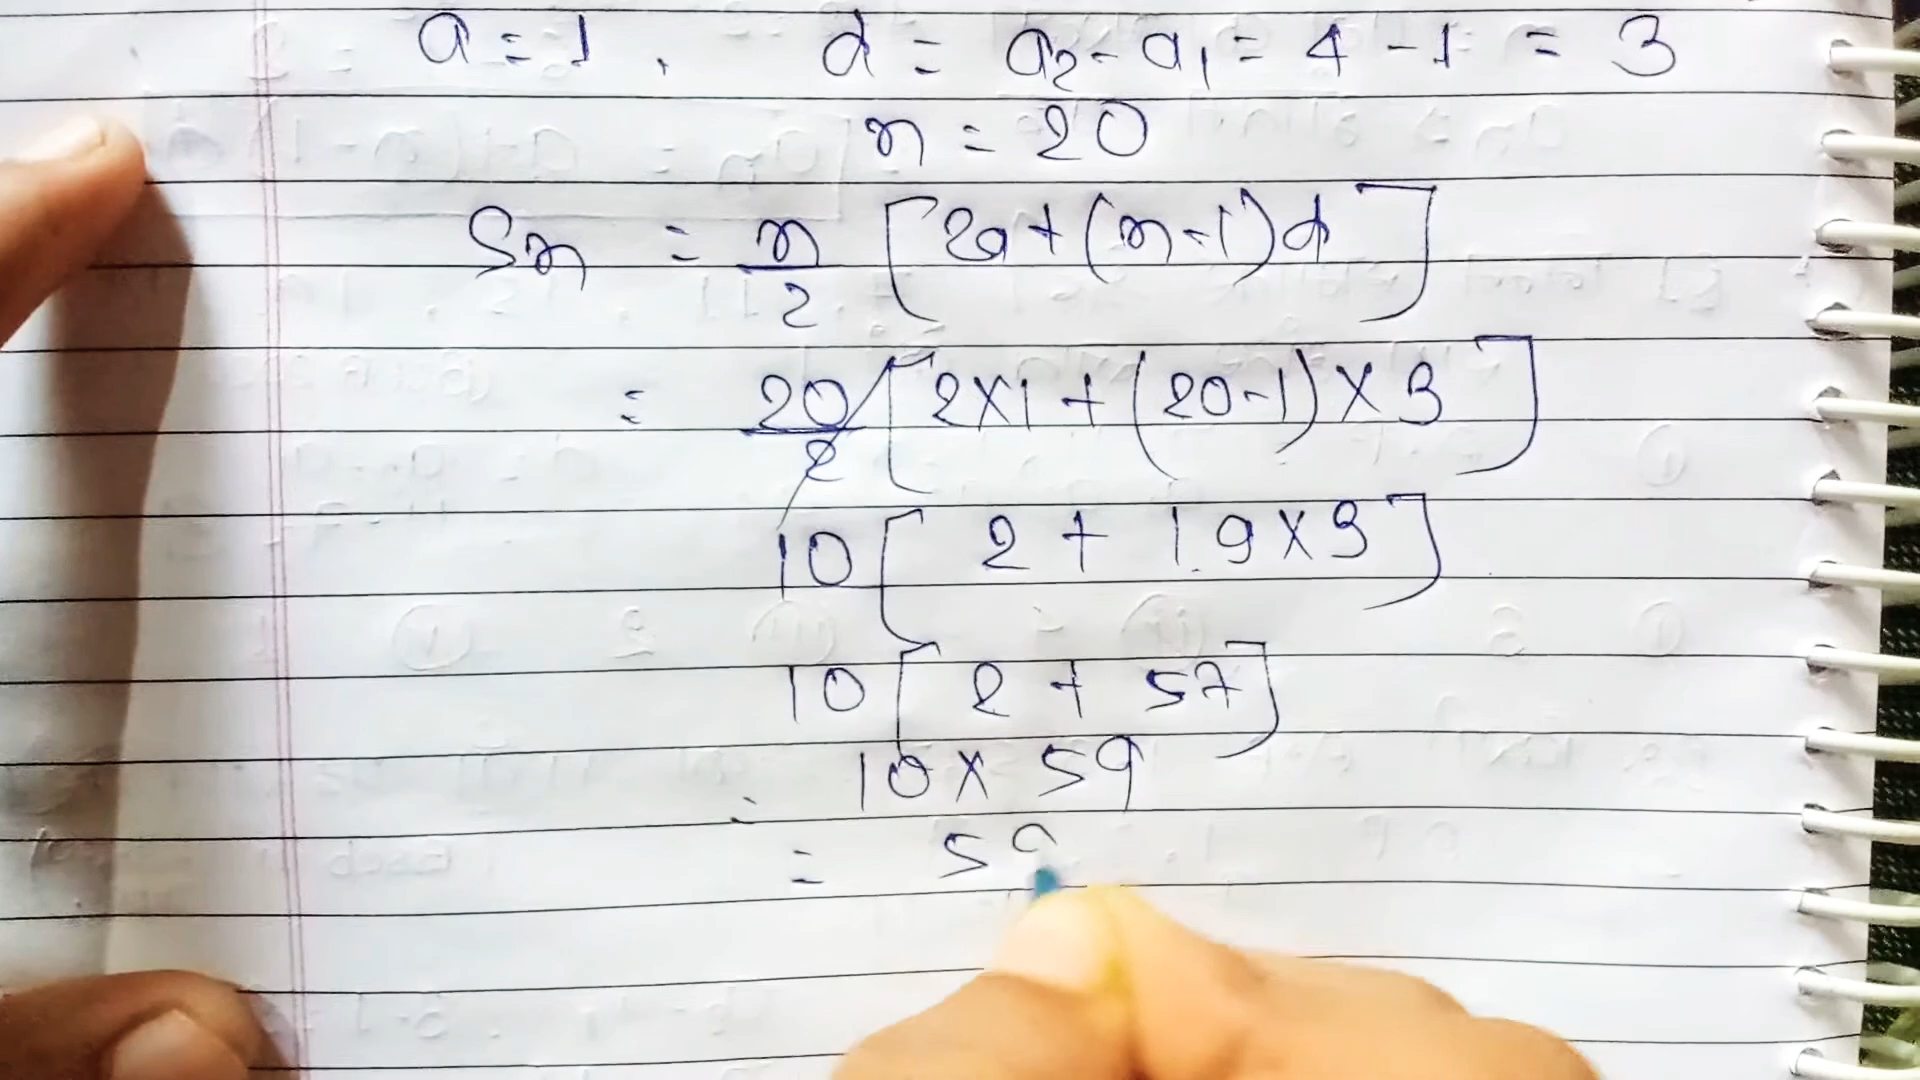 a = 1, d = a2 - a1 = 4 - 1 = 3
n = 20
Sn = n/2 [2a + (n-1)d]
= 20/2 [2×1 + (20-1)×3]
10 [2 + 19×3]
10 [2 + 57]
= 10 × 59
= 59